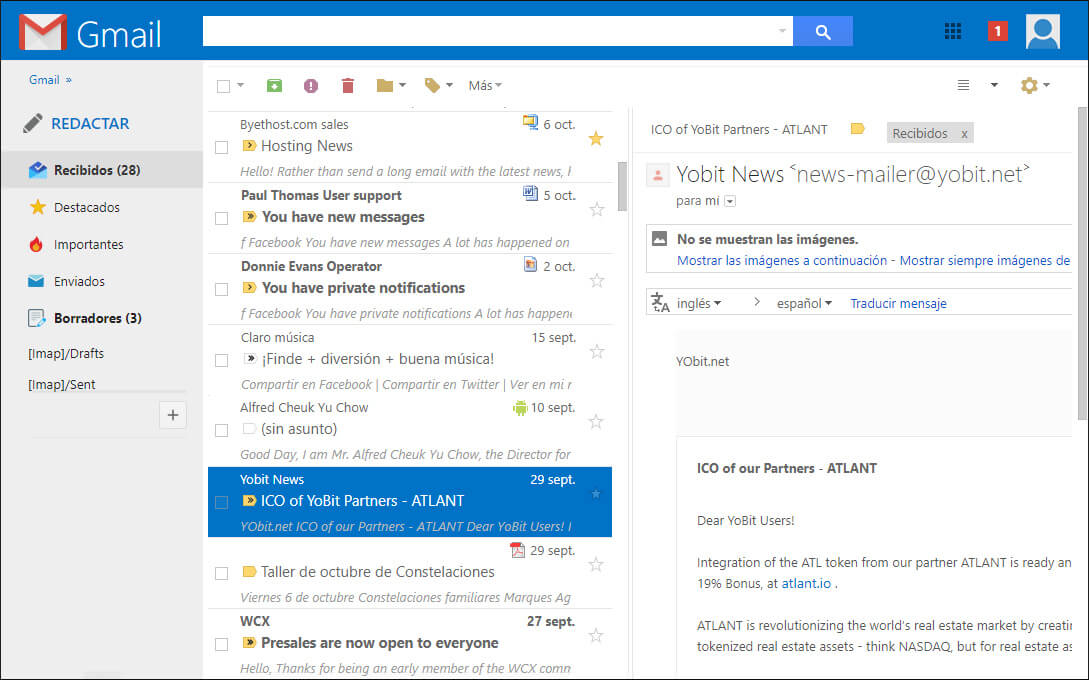 Gmail
1
Gmail »
REDACTAR
Recibidos (28)
Destacados
Importantes
Enviados
Borradores (3)
[Imap]/Drafts
[Imap]/Sent
+
Más
Byethost.com sales
6 oct.
Hosting News
Hello! Rather than send a long email with the latest news,
Paul Thomas User support
5 oct.
You have new messages
f Facebook You have new messages A lot has happened on
Donnie Evans Operator
2 oct.
You have private notifications
f Facebook You have private notifications A lot has happene
Claro música
15 sept.
¡Finde + diversión + buena música!
Compartir en Facebook | Compartir en Twitter | Ver en mi
Alfred Cheuk Yu Chow
10 sept.
(sin asunto)
Good Day, I am Mr. Alfred Cheuk Yu Chow, the Director for
Yobit News
29 sept.
ICO of YoBit Partners - ATLANT
YObit.net ICO of our Partners - ATLANT Dear YoBit Users! I
29 sept.
Taller de octubre de Constelaciones
Viernes 6 de octubre Constelaciones familiares Marques Ag
WCX
27 sept.
Presales are now open to everyone
Hello, Thanks for being an early member of the WCX comm
ICO of YoBit Partners - ATLANT
Recibidos x
Yobit News <news-mailer@yobit.net>
para mi
No se muestran las imágenes.
Mostrar las imágenes a continuación - Mostrar siempre imágenes de
inglés > español Traducir mensaje
YObit.net
ICO of our Partners - ATLANT
Dear YoBit Users!
Integration of the ATL token from our partner ATLANT is ready an
19% Bonus, at atlant.io .
ATLANT is revolutionizing the world's real estate market by creatin
tokenized real estate assets - think NASDAQ, but for real estate as